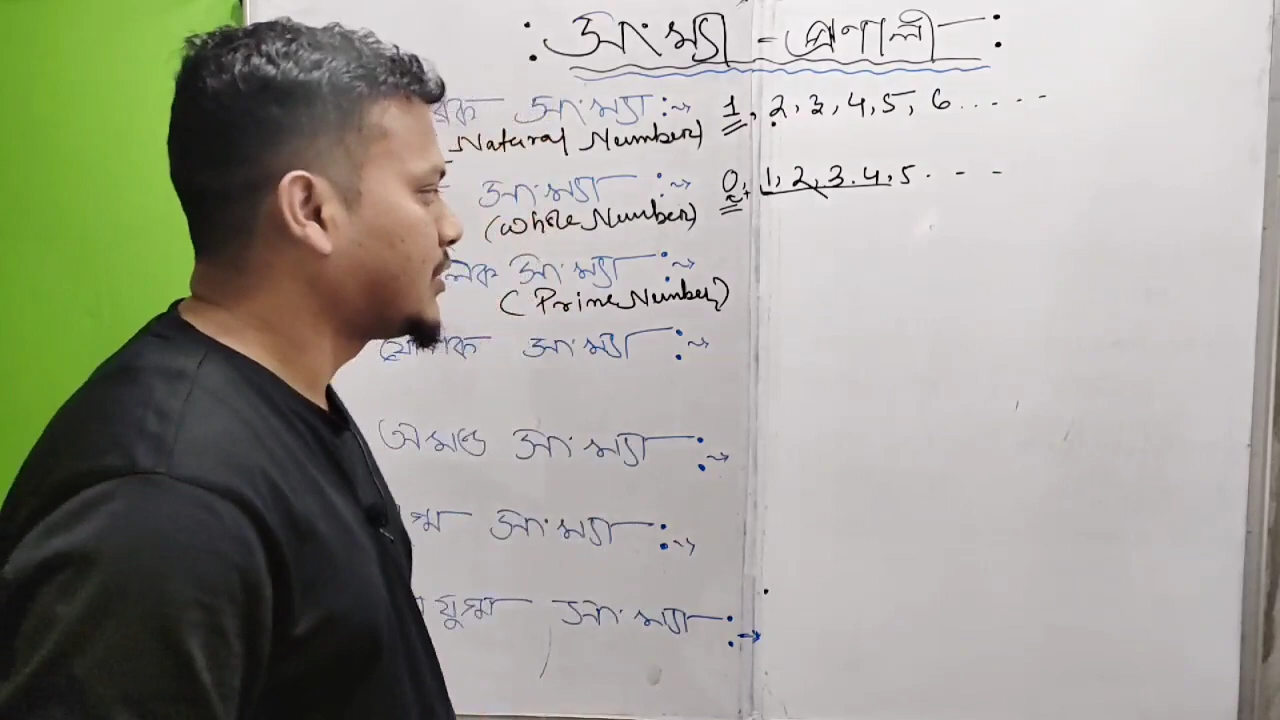 : সংখ্যা - প্রণালী :
সংখ্যা :→ 1, 2, 3, 4, 5, 6 . . . . . -
Natural Number)
সংখ্যা :→ 0, 1, 2, 3. 4, 5. - -
(Whole Number)
সংখ্যা :→
(Prime Number)
সংখ্যা :→
অখণ্ড সংখ্যা :→
সংখ্যা :→
যুগ্ম সংখ্যা :→